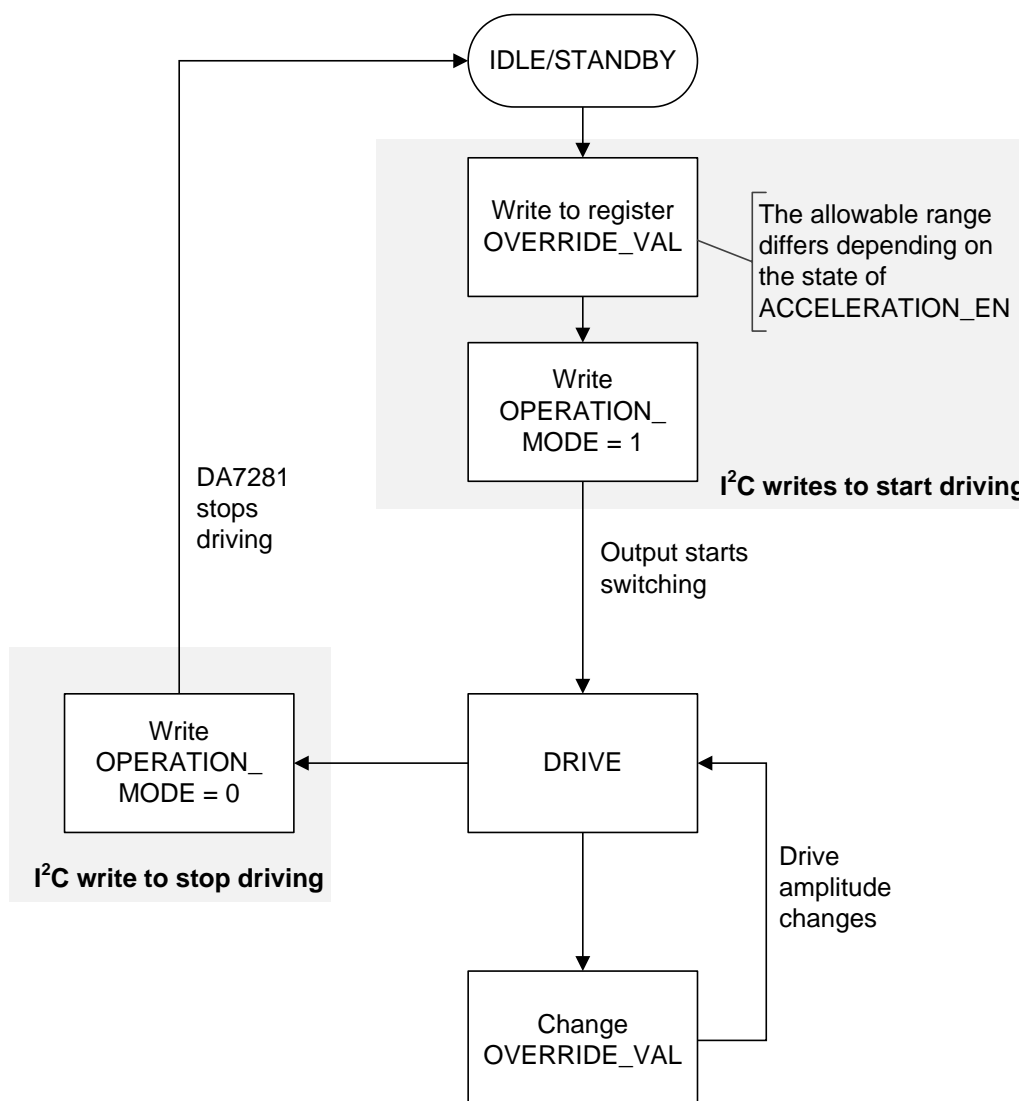 IDLE/STANDBY
Write to register
OVERRIDE_VAL
The allowable range
differs depending on
the state of
ACCELERATION_EN
Write
OPERATION_
MODE = 1
I²C writes to start driving
DA7281
stops
driving
Output starts
switching
Write
OPERATION_
MODE = 0
I²C write to stop driving
DRIVE
Drive
amplitude
changes
Change
OVERRIDE_VAL